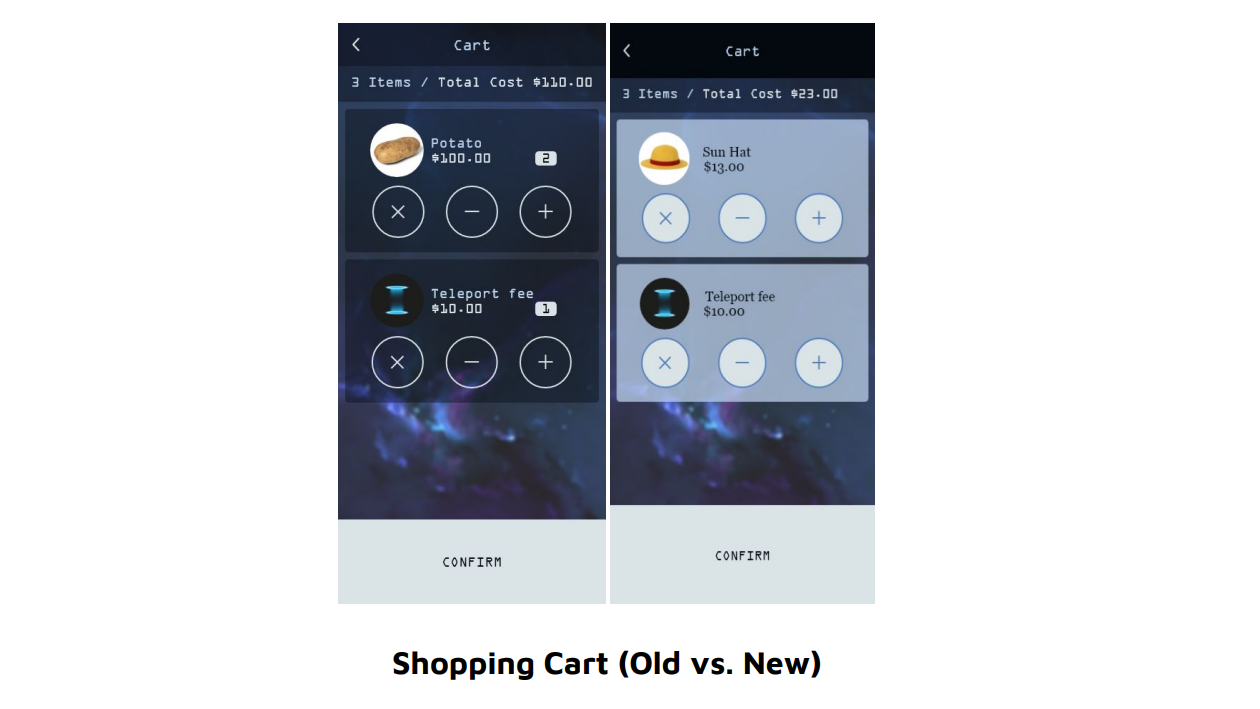 Cart
3 Items / Total Cost $110.00
Potato
$100.00
2
Teleport fee
$10.00
1
CONFIRM
Cart
3 Items / Total Cost $23.00
Sun Hat
$13.00
Teleport fee
$10.00
CONFIRM
Shopping Cart (Old vs. New)